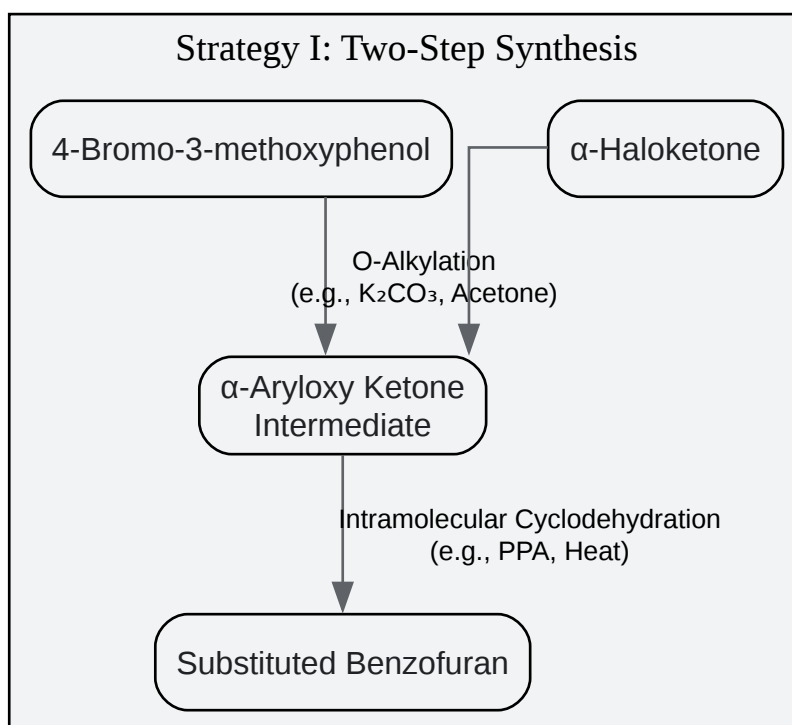 Strategy I: Two-Step Synthesis
4-Bromo-3-methoxyphenol
α-Haloketone
O-Alkylation
(e.g., K₂CO₃, Acetone)
α-Aryloxy Ketone
Intermediate
Intramolecular Cyclodehydration
(e.g., PPA, Heat)
Substituted Benzofuran